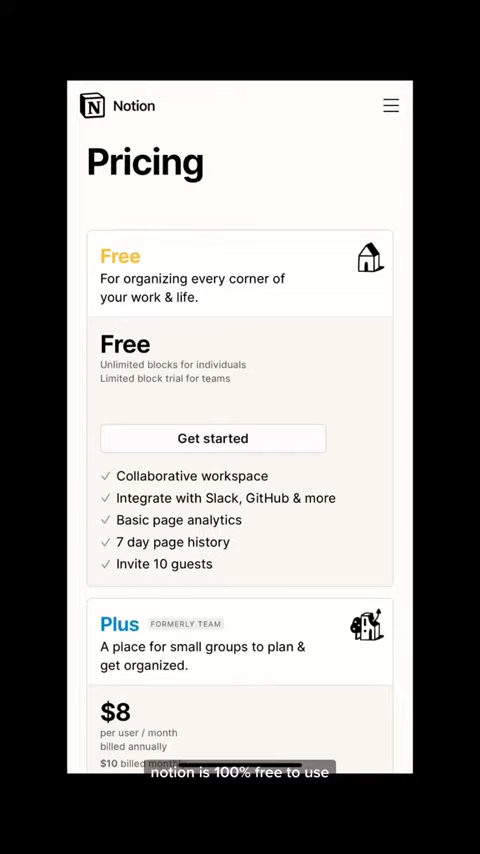 Notion
Pricing
Free
For organizing every corner of
your work & life.
Free
Unlimited blocks for individuals
Limited block trial for teams
Get started
Collaborative workspace
Integrate with Slack, GitHub & more
Basic page analytics
7 day page history
Invite 10 guests
Plus FORMERLY TEAM
A place for small groups to plan &
get organized.
$8
per user / month
billed annually
$10 billed monthly
notion is 100% free to use